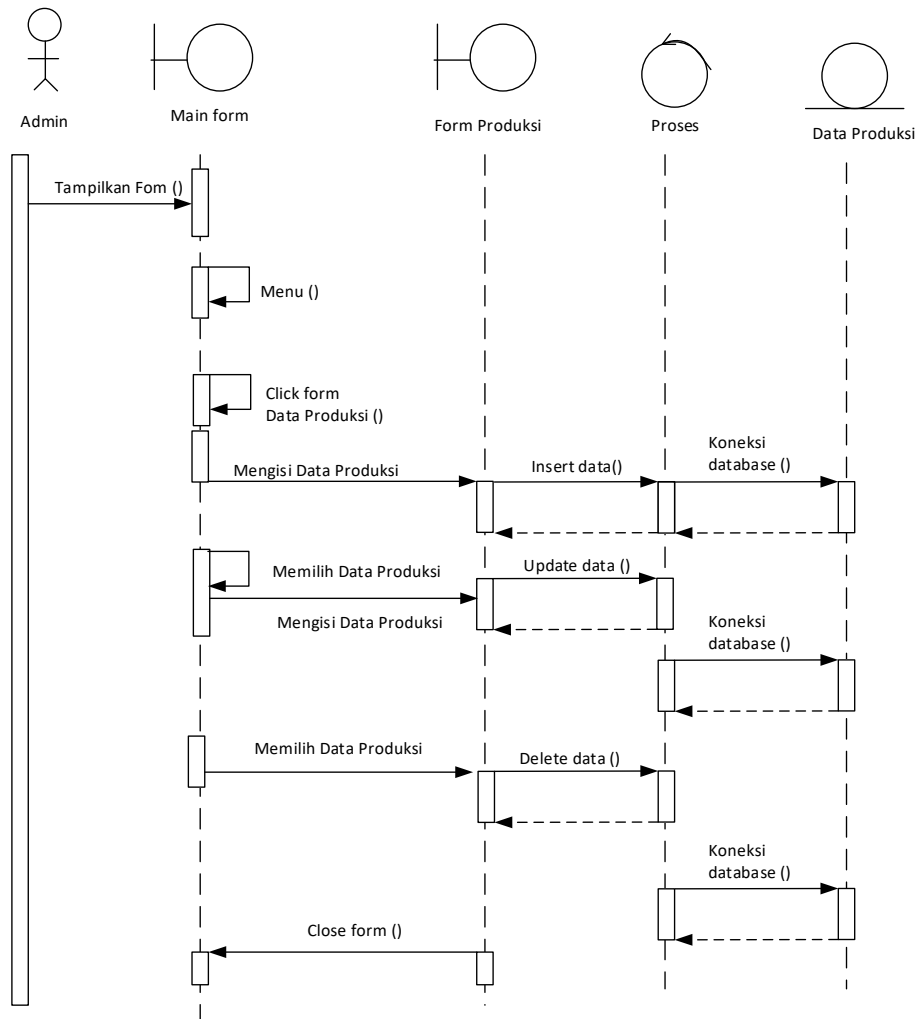 Admin
Main form
Form Produksi
Proses
Data Produksi
Tampilkan Fom ()
Menu ()
Click form
Data Produksi ()
Mengisi Data Produksi
Insert data()
Koneksi
database ()
Memilih Data Produksi
Update data ()
Mengisi Data Produksi
Koneksi
database ()
Memilih Data Produksi
Delete data ()
Koneksi
database ()
Close form ()